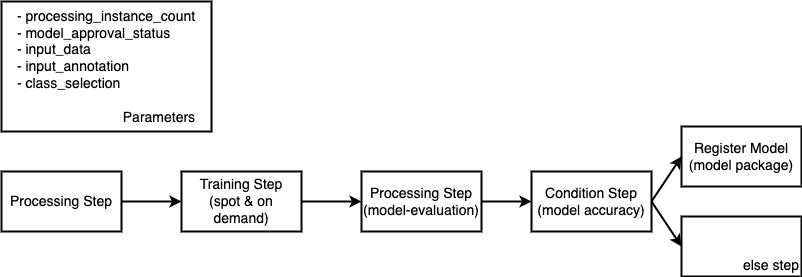 - processing_instance_count
- model_approval_status
- input_data
- input_annotation
- class_selection
Parameters
Processing Step
Training Step
(spot & on
demand)
Processing Step
(model-evaluation)
Condition Step
(model accuracy)
Register Model
(model package)
else step